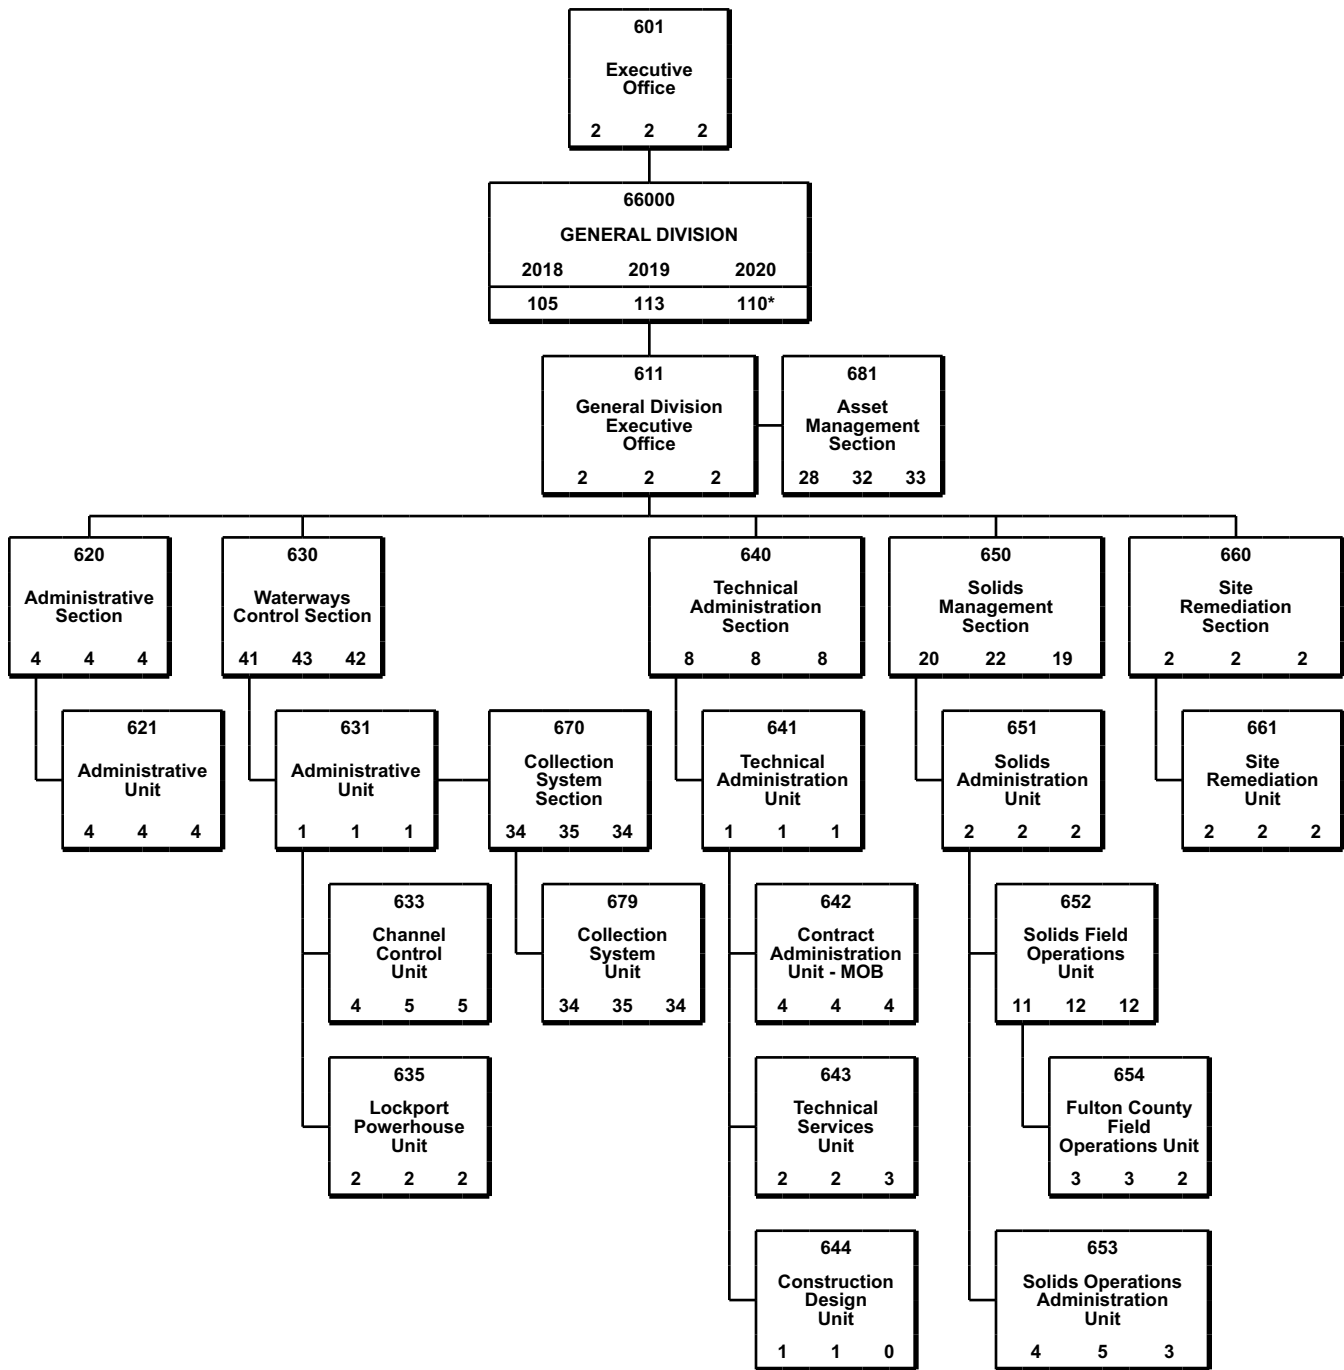 601
Executive
Office
2 2 2
66000
GENERAL DIVISION
2018 2019 2020
105 113 110*
611
General Division
Executive
Office
2 2 2
681
Asset
Management
Section
28 32 33
620
Administrative
Section
4 4 4
630
Waterways
Control Section
41 43 42
640
Technical
Administration
Section
8 8 8
650
Solids
Management
Section
20 22 19
660
Site
Remediation
Section
2 2 2
621
Administrative
Unit
4 4 4
631
Administrative
Unit
1 1 1
670
Collection
System
Section
34 35 34
641
Technical
Administration
Unit
1 1 1
651
Solids
Administration
Unit
2 2 2
661
Site
Remediation
Unit
2 2 2
633
Channel
Control
Unit
4 5 5
679
Collection
System
Unit
34 35 34
642
Contract
Administration
Unit - MOB
4 4 4
652
Solids Field
Operations
Unit
11 12 12
635
Lockport
Powerhouse
Unit
2 2 2
643
Technical
Services
Unit
2 2 3
654
Fulton County
Field
Operations Unit
3 3 2
644
Construction
Design
Unit
1 1 0
653
Solids Operations
Administration
Unit
4 5 3